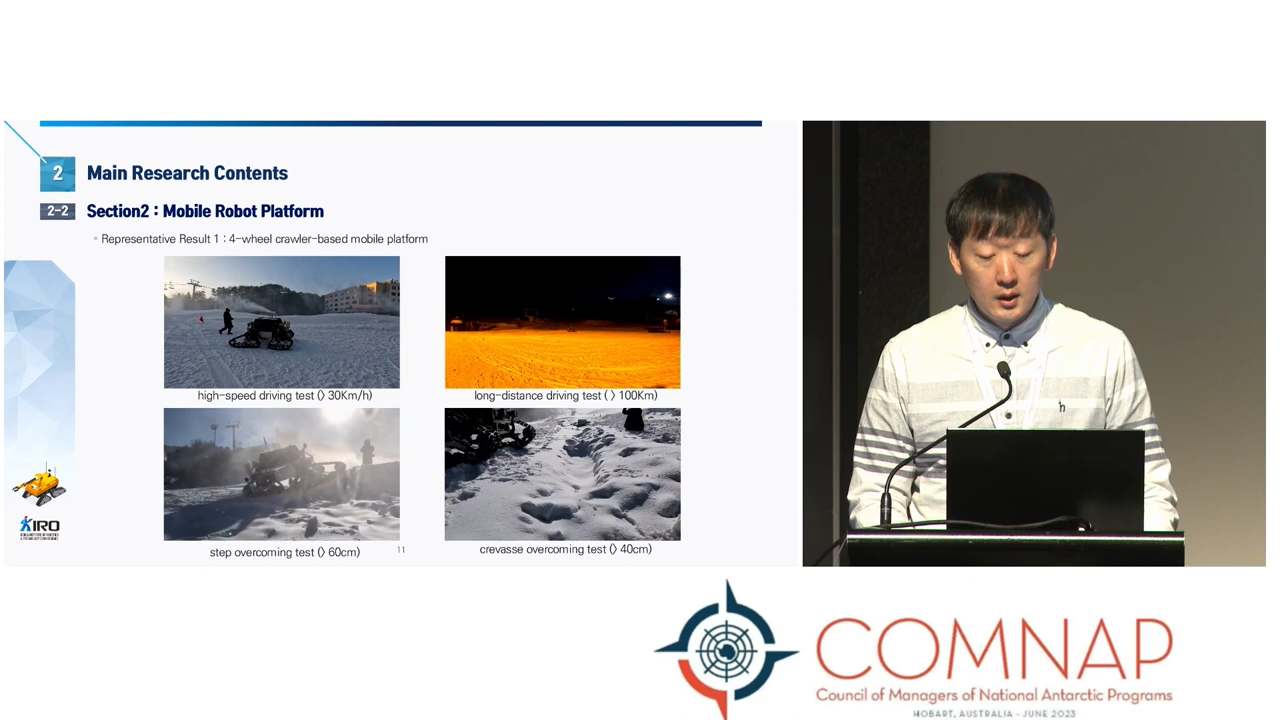 2 Main Research Contents
2-2 Section2 : Mobile Robot Platform
Representative Result 1 : 4-wheel crawler-based mobile platform
high-speed driving test (> 30Km/h)
long-distance driving test ( > 100Km)
step overcoming test (> 60cm)
crevasse overcoming test (> 40cm)
11
KIRO
h
COMNAP
Council of Managers of National Antarctic Programs
HOBART, AUSTRALIA - JUNE 2023